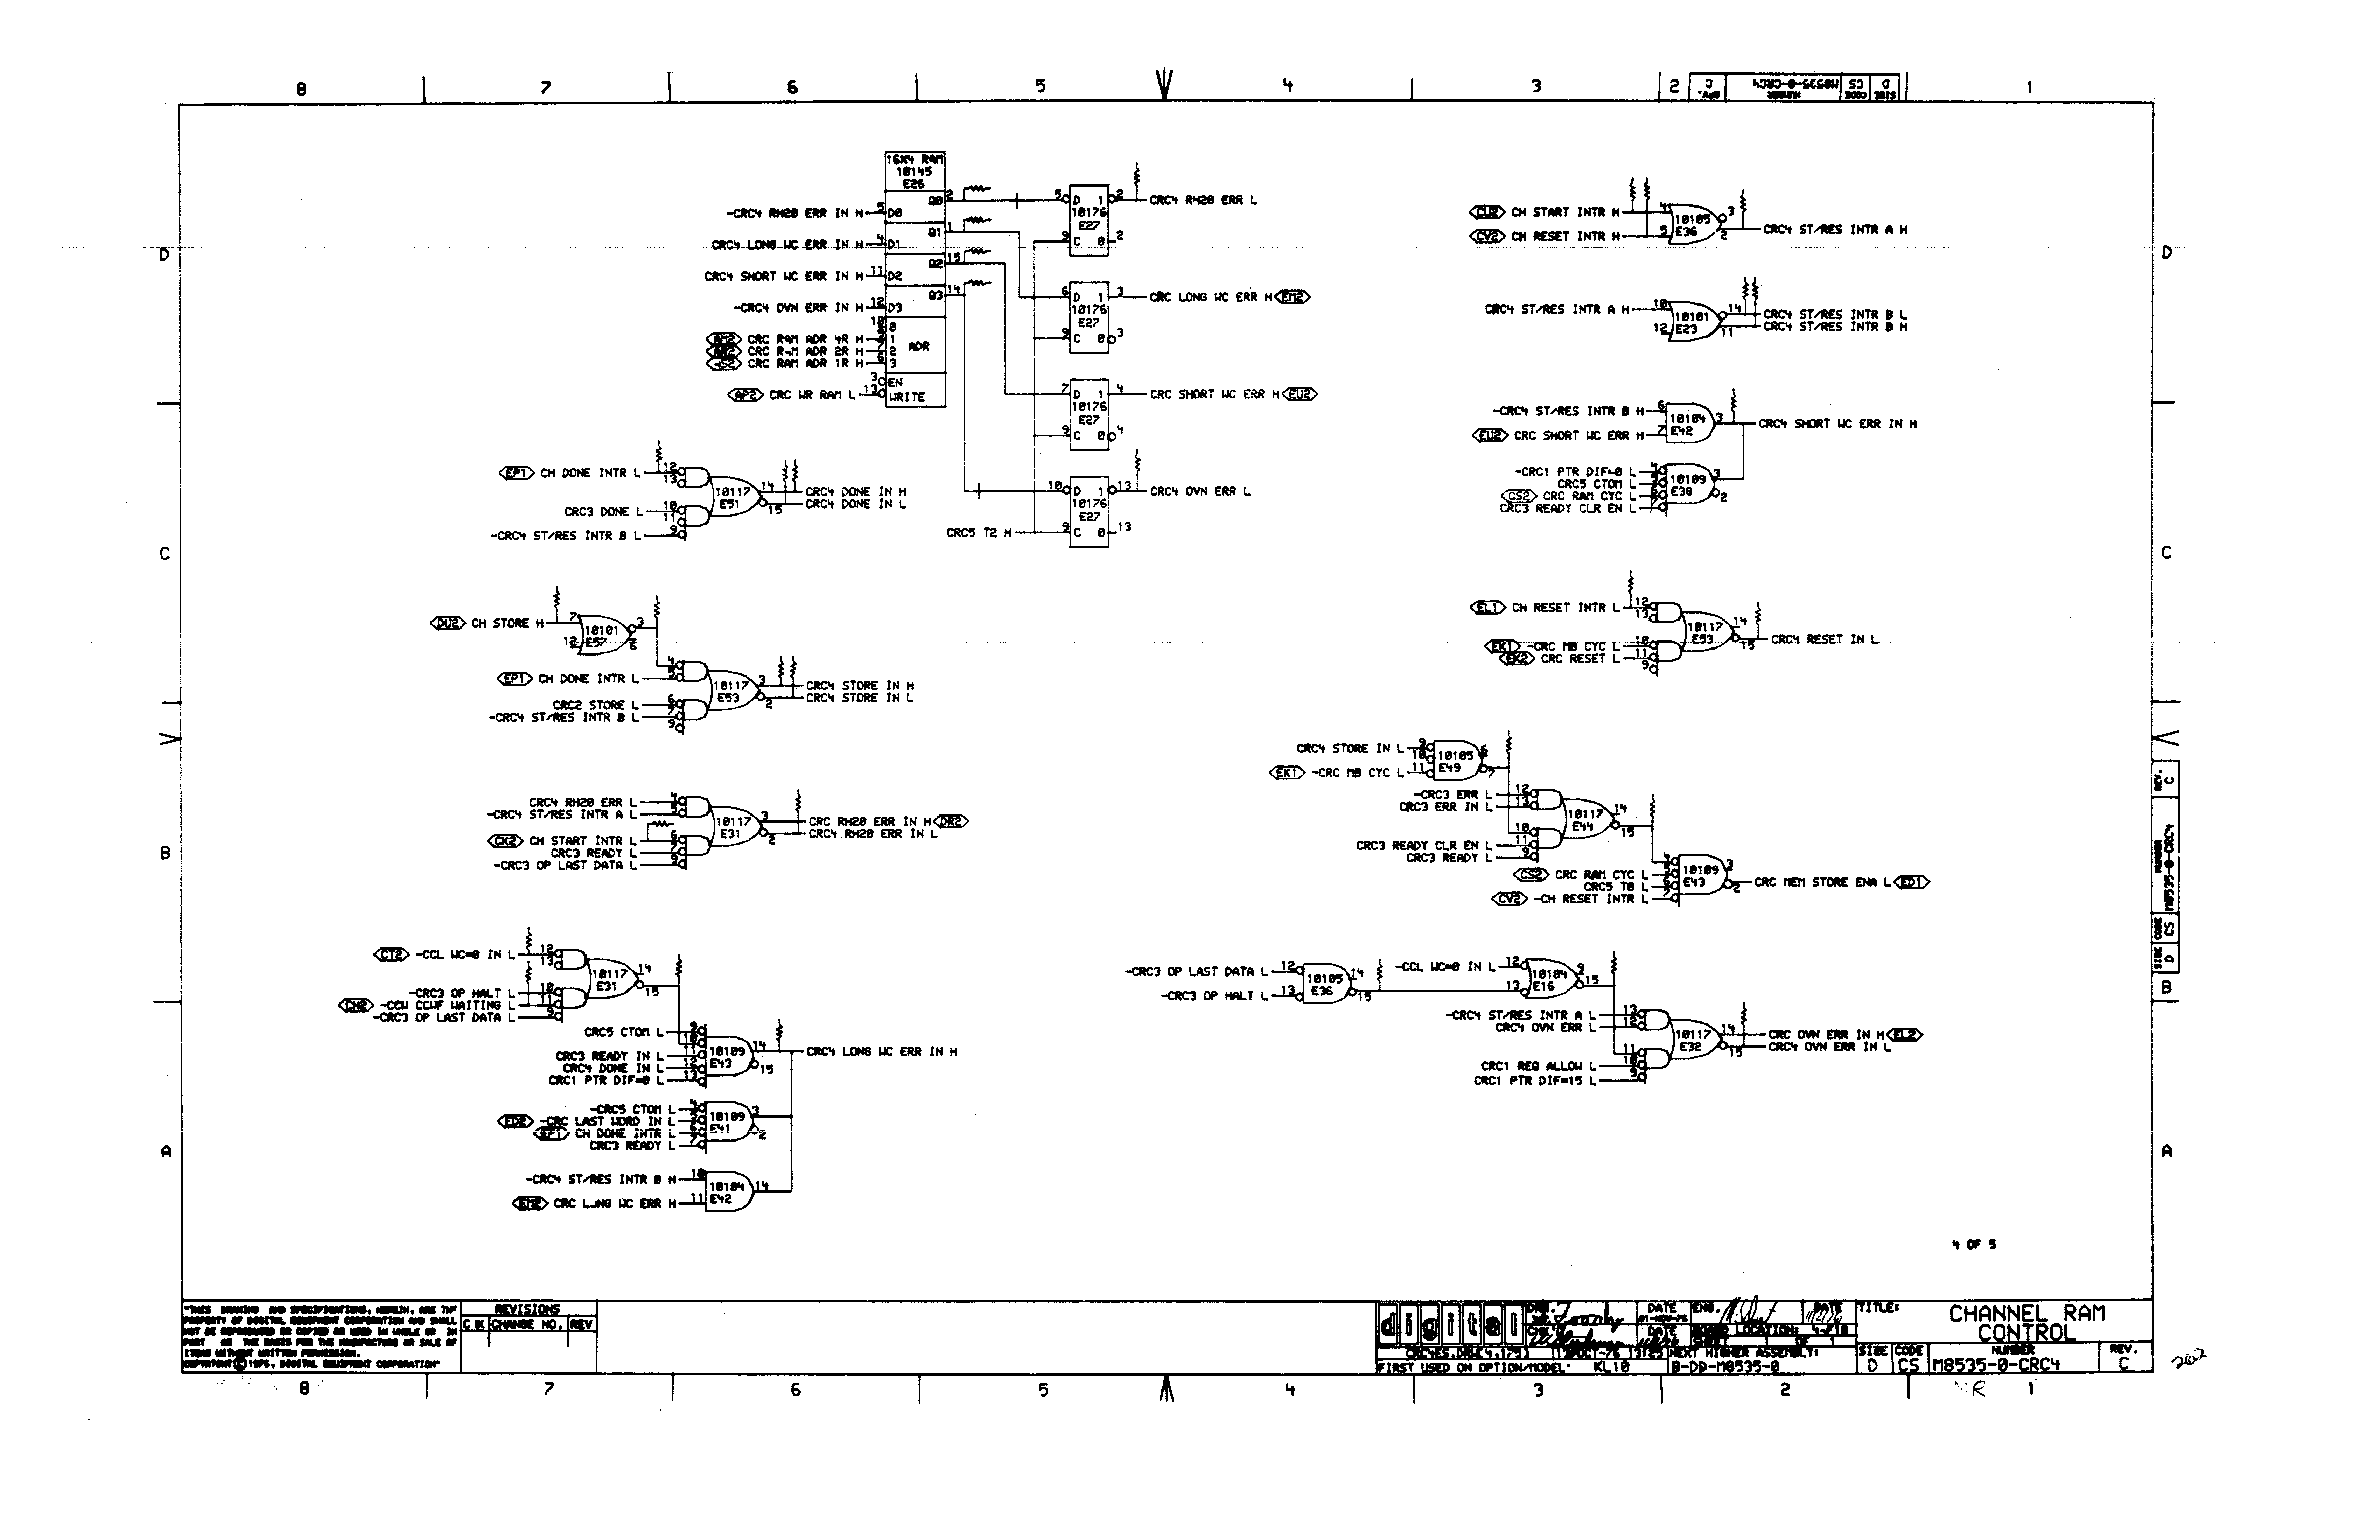 8 7 6 5 4 3 2 1
SIZE D CODE CS NUMBER M8535-0-CRC4 REV. C
16X4 RAM
10145
E26
-CRC4 RH20 ERR IN H 5 D0 Q0 2
CRC4 LONG WC ERR IN H 4 D1 Q1 1
CRC4 SHORT WC ERR IN H 11 D2 Q2 15
-CRC4 OVN ERR IN H 12 D3 Q3 14
10 0
CRC RAM ADR 4R H 1 ADR
CRC RAM ADR 2R H 2
CRC RAM ADR 1R H 3
3 EN
AP2 CRC WR RAM L 13 WRITE
5 D 1 2 CRC4 RH20 ERR L
10176
E27
9 C 0 2
6 D 1 3 CRC LONG WC ERR H EM2
10176
E27
9 C 0 3
7 D 1 4 CRC SHORT WC ERR H EU2
10176
E27
9 C 0 4
10 D 1 13 CRC4 OVN ERR L
10176
E27
CRC5 T2 H 9 C 0 13
CU2 CH START INTR H 4 10105 3
CV2 CH RESET INTR H 5 E36 2 CRC4 ST/RES INTR A H
CRC4 ST/RES INTR A H 10 10101 14 CRC4 ST/RES INTR B L
12 E23 11 CRC4 ST/RES INTR B H
-CRC4 ST/RES INTR B H 6 10104 3 CRC4 SHORT WC ERR IN H
EU2 CRC SHORT WC ERR H 7 E42
-CRC1 PTR DIF=0 L
CRC5 CTOM L 10109 3
CS2 CRC RAM CYC L E38 2
CRC3 READY CLR EN L
EP1 CH DONE INTR L 12
13 10117 14 CRC4 DONE IN H
CRC3 DONE L 10 E51 15 CRC4 DONE IN L
11
-CRC4 ST/RES INTR B L 9
DU2 CH STORE H 7 10101 3
12 E57 6
4
EP1 CH DONE INTR L 5 10117 3 CRC4 STORE IN H
CRC2 STORE L 6 E53 2 CRC4 STORE IN L
-CRC4 ST/RES INTR B L 7
9
EL1 CH RESET INTR L 12
13 10117 14
EK1 -CRC MB CYC L 10 E53 15 CRC4 RESET IN L
EK2 CRC RESET L 11
9
CRC4 RH20 ERR L 4
-CRC4 ST/RES INTR A L 5 10117 3 CRC RH20 ERR IN H DR2
CK2 CH START INTR L 6 E31 2 CRC4 RH20 ERR IN L
CRC3 READY L 7
-CRC3 OP LAST DATA L 9
CRC4 STORE IN L 9 10105 6
10 E49 7
EK1 -CRC MB CYC L 11
-CRC3 ERR L 12
CRC3 ERR IN L 13 10117 14
10 E44 15
CRC3 READY CLR EN L 11
CRC3 READY L 9
CS2 CRC RAM CYC L 10109 3
CRC5 T0 L E43 2 CRC MEM STORE ENA L ED1
CV2 -CH RESET INTR L
CT2 -CCL WC=0 IN L 12
13 10117 14
-CRC3 OP HALT L 10 E31 15
CH2 -CCW CCWF WAITING L 11
-CRC3 OP LAST DATA L 9
CRC5 CTOM L 9
10
CRC3 READY IN L 11 10109 14 CRC4 LONG WC ERR IN H
CRC4 DONE IN L 12 E43 15
CRC1 PTR DIF=0 L 13
-CRC5 CTOM L 4
ED2 -CRC LAST WORD IN L 5 10109 3
EP1 CH DONE INTR L 6 E41 2
CRC3 READY L 7
-CRC4 ST/RES INTR B H 10 10104 14
EM2 CRC LONG WC ERR H 11 E42
-CRC3 OP LAST DATA L 12 10105 14
-CRC3 OP HALT L 13 E36 15
-CCL WC=0 IN L 12 10104 9
13 E16 15
-CRC4 ST/RES INTR A L 13
CRC4 OVN ERR L 12 10117 14 CRC OVN ERR IN H EL2
11 E32 15 CRC4 OVN ERR IN L
CRC1 REQ ALLOW L 10
CRC1 PTR DIF=15 L 9
D C B A
D C B A
SIZE D CODE CS NUMBER M8535-0-CRC4 REV. C
4 OF 5
"THIS DRAWING AND SPECIFICATIONS, HEREIN, ARE THE
PROPERTY OF DIGITAL EQUIPMENT CORPORATION AND SHALL
NOT BE REPRODUCED OR COPIED OR USED IN WHOLE OR IN
PART AS THE BASIS FOR THE MANUFACTURE OR SALE OF
ITEMS WITHOUT WRITTEN PERMISSION.
COPYRIGHT © 1976, DIGITAL EQUIPMENT CORPORATION"
REVISIONS
CHK CHANGE NO. REV
digital
DRN. DATE 01-NOV-76
CHK. DATE
ENG. DATE 11/2/76
BOARD LOCATION: 4-F10
SHEET OF 1
NEXT HIGHER ASSEMBLY:
B-DD-M8535-0
FIRST USED ON OPTION/MODEL: KL10
TITLE: CHANNEL RAM
CONTROL
SIZE D CODE CS NUMBER M8535-0-CRC4 REV. C
262
MR
8 7 6 5 4 3 2 1